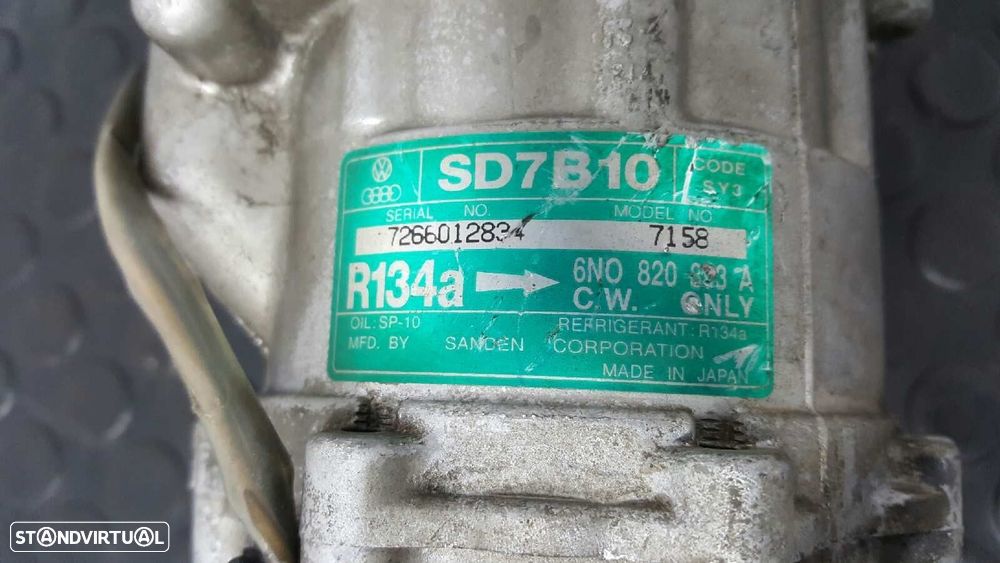 SD7B10
CODE
SY3
SERIAL NO.
MODEL NO.
7266012834
7158
R134a
6N0 820 A
C.W. ONLY
OIL: SP-10
REFRIGERANT: R134a
MFD. BY SANDEN CORPORATION
MADE IN JAPAN
STANDVIRTUAL